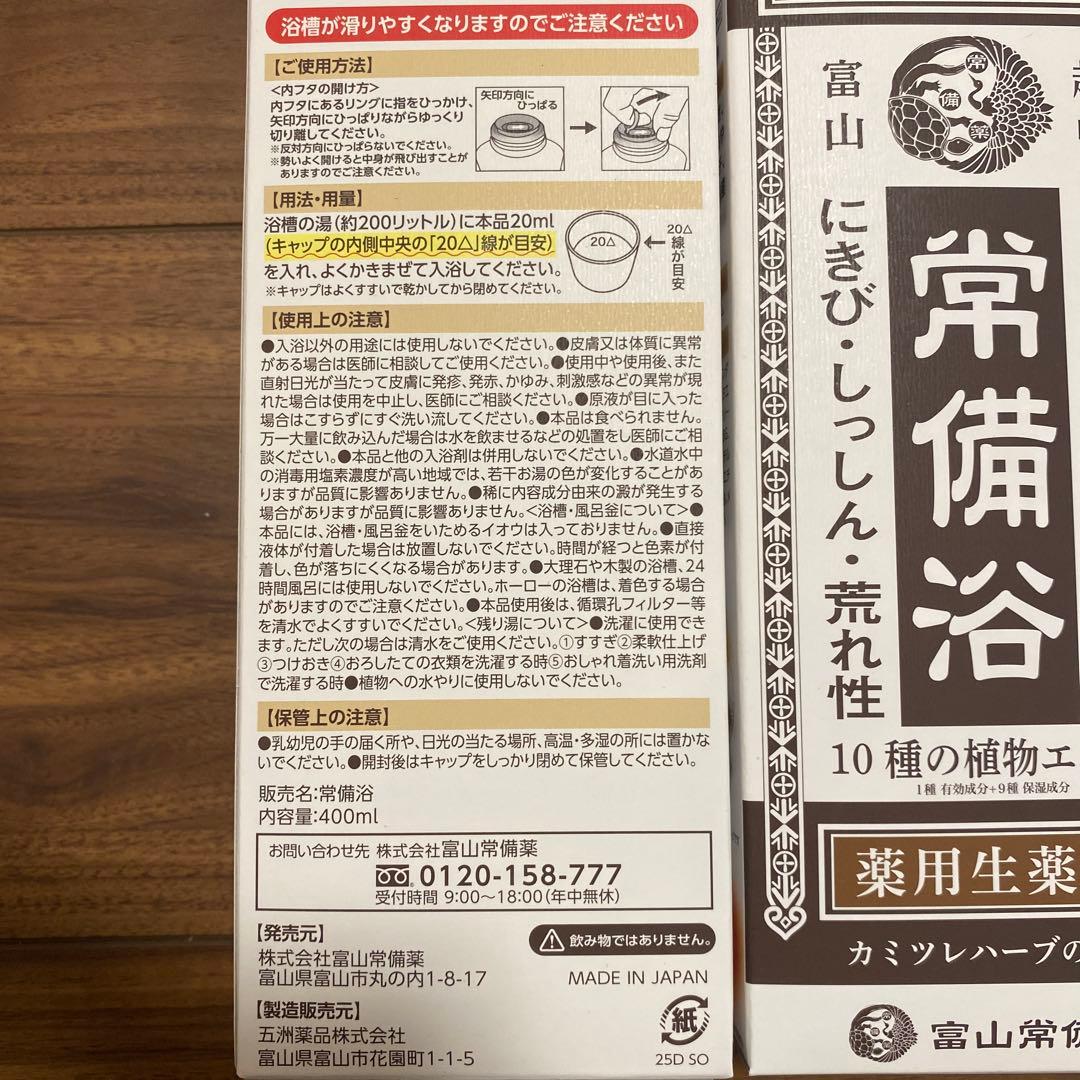 浴槽が滑りやすくなりますのでご注意ください
【ご使用方法】
<内フタの開け方>
内フタにあるリングに指をひっかけ、
矢印方向にひっぱりながらゆっくり
切り離してください。
※反対方向にひっぱらないでください。
※勢いよく開けると中身が飛び出すことが
ありますのでご注意ください。
矢印方向に
ひっぱる
【用法・用量】
浴槽の湯(約200リットル)に本品20ml
(キャップの内側中央の「20△」線が目安)
を入れ、よくかきまぜて入浴してください。
※キャップはよくすすいで乾かしてから閉めてください。
20△
20△線が目安
【使用上の注意】
●入浴以外の用途には使用しないでください。●皮膚又は体質に異常
がある場合は医師に相談してご使用ください。●使用中や使用後、また
直射日光が当たって皮膚に発疹、発赤、かゆみ、刺激感などの異常が現
れた場合は使用を中止し、医師にご相談ください。●原液が目に入った
場合はこすらずにすぐ洗い流してください。●本品は食べられません。
万一大量に飲み込んだ場合は水を飲ませるなどの処置をし医師にご相
談ください。●本品と他の入浴剤は併用しないでください。●水道水中
の消毒用塩素濃度が高い地域では、若干お湯の色が変化することがあ
りますが品質に影響ありません。●稀に内容成分由来の澱が発生する
場合がありますが品質に影響ありません。<浴槽・風呂釜について>●
本品には、浴槽・風呂釜をいためるイオウは入っておりません。●直接
液体が付着した場合は放置しないでください。時間が経つと色素が付
着し、色が落ちにくくなる場合があります。●大理石や木製の浴槽、24
時間風呂には使用しないでください。ホーローの浴槽は、着色する場合
がありますのでご注意ください。●本品使用後は、循環孔フィルター等
を清水でよくすすいでください。<残り湯について>●洗濯に使用でき
ます。ただし次の場合は清水をご使用ください。①すすぎ②柔軟仕上げ
③つけおき④おろしたての衣類を洗濯する時⑤おしゃれ着洗い用洗剤
で洗濯する時●植物への水やりに使用しないでください。
【保管上の注意】
●乳幼児の手の届く所や、日光の当たる場所、高温・多湿の所には置かな
いでください。●開封後はキャップをしっかり閉めて保管してください。
販売名:常備浴
内容量:400ml
お問い合わせ先 株式会社富山常備薬
0120-158-777
受付時間 9:00〜18:00(年中無休)
【発売元】
株式会社富山常備薬
富山県富山市丸の内1-8-17
飲み物ではありません。
MADE IN JAPAN
【製造販売元】
五洲薬品株式会社
富山県富山市花園町1-1-5
紙
25D SO
富山
常備薬
にきび・しっしん・荒れ性
常備浴
10種の植物エ
1種 有効成分+9種 保湿成分
薬用生薬
カミツレハーブの
富山常備